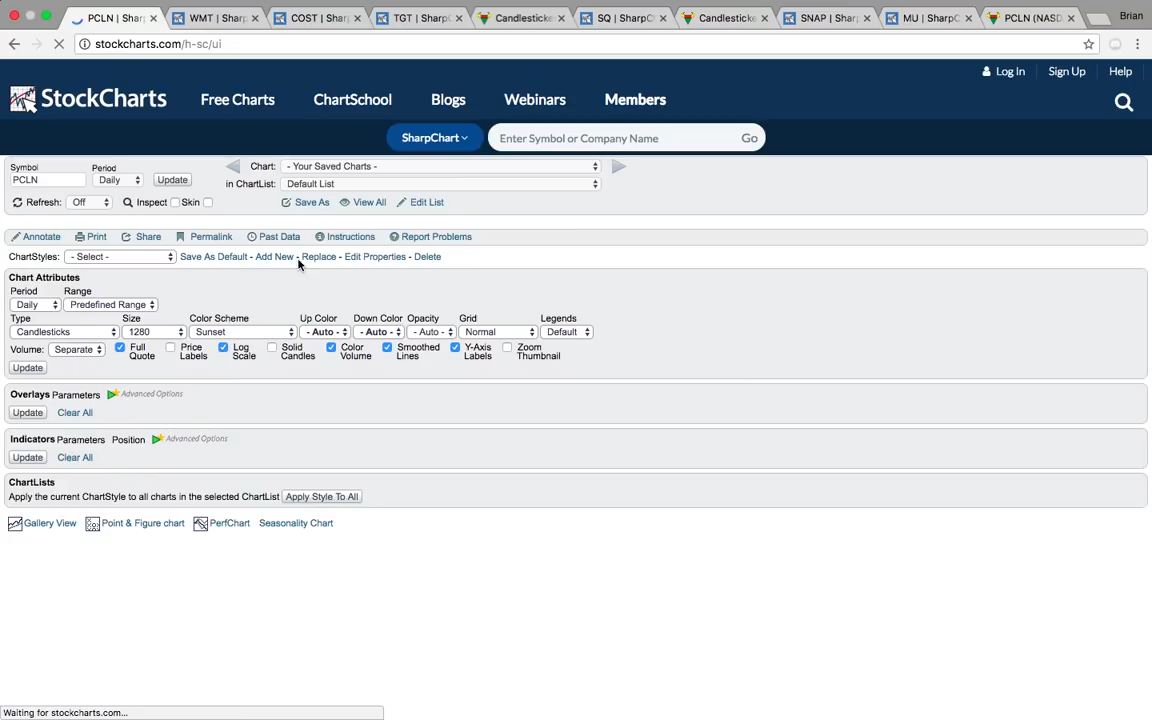 PCLN | Shar
WMT | Shar
COST | Shar
TGT | Sharp
Candlesticke
SQ | SharpC
Candlesticke
SNAP | Shar
MU | SharpC
PCLN (NASD
Brian
stockcharts.com/h-sc/ui
Log In
Sign Up
Help
StockCharts
Free Charts
ChartSchool
Blogs
Webinars
Members
SharpChart
Enter Symbol or Company Name
Go
Symbol
Period
Chart: - Your Saved Charts -
PCLN
Daily
Update
in ChartList: Default List
Refresh: Off
Inspect
Skin
Save As
View All
Edit List
Annotate
Print
Share
Permalink
Past Data
Instructions
Report Problems
ChartStyles: - Select -
Save As Default - Add New - Replace - Edit Properties - Delete
Chart Attributes
Period
Range
Daily
Predefined Range
Type
Size
Color Scheme
Up Color
Down Color
Opacity
Grid
Legends
Candlesticks
1280
Sunset
- Auto -
- Auto -
- Auto -
Normal
Default
Volume: Separate
Full Quote
Price Labels
Log Scale
Solid Candles
Color Volume
Smoothed Lines
Y-Axis Labels
Zoom Thumbnail
Update
Overlays Parameters Advanced Options
Update
Clear All
Indicators Parameters Position Advanced Options
Update
Clear All
ChartLists
Apply the current ChartStyle to all charts in the selected ChartList
Apply Style To All
Gallery View
Point & Figure chart
PerfChart
Seasonality Chart
Waiting for stockcharts.com...